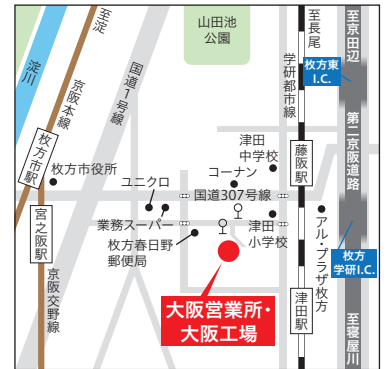 至淀
淀川
京阪本線
国道1号線
山田池
公園
至長尾
学研都市線
至京田辺
枚方東
I.C.
第二京阪道路
枚方市駅
枚方市役所
宮之阪駅
京阪交野線
ユニクロ
業務スーパー
枚方春日野
郵便局
コーナン
国道307号線
津田
中学校
津田
小学校
藤阪駅
アル・プラザ枚方
枚方
学研I.C.
津田駅
至寝屋川
大阪営業所・
大阪工場